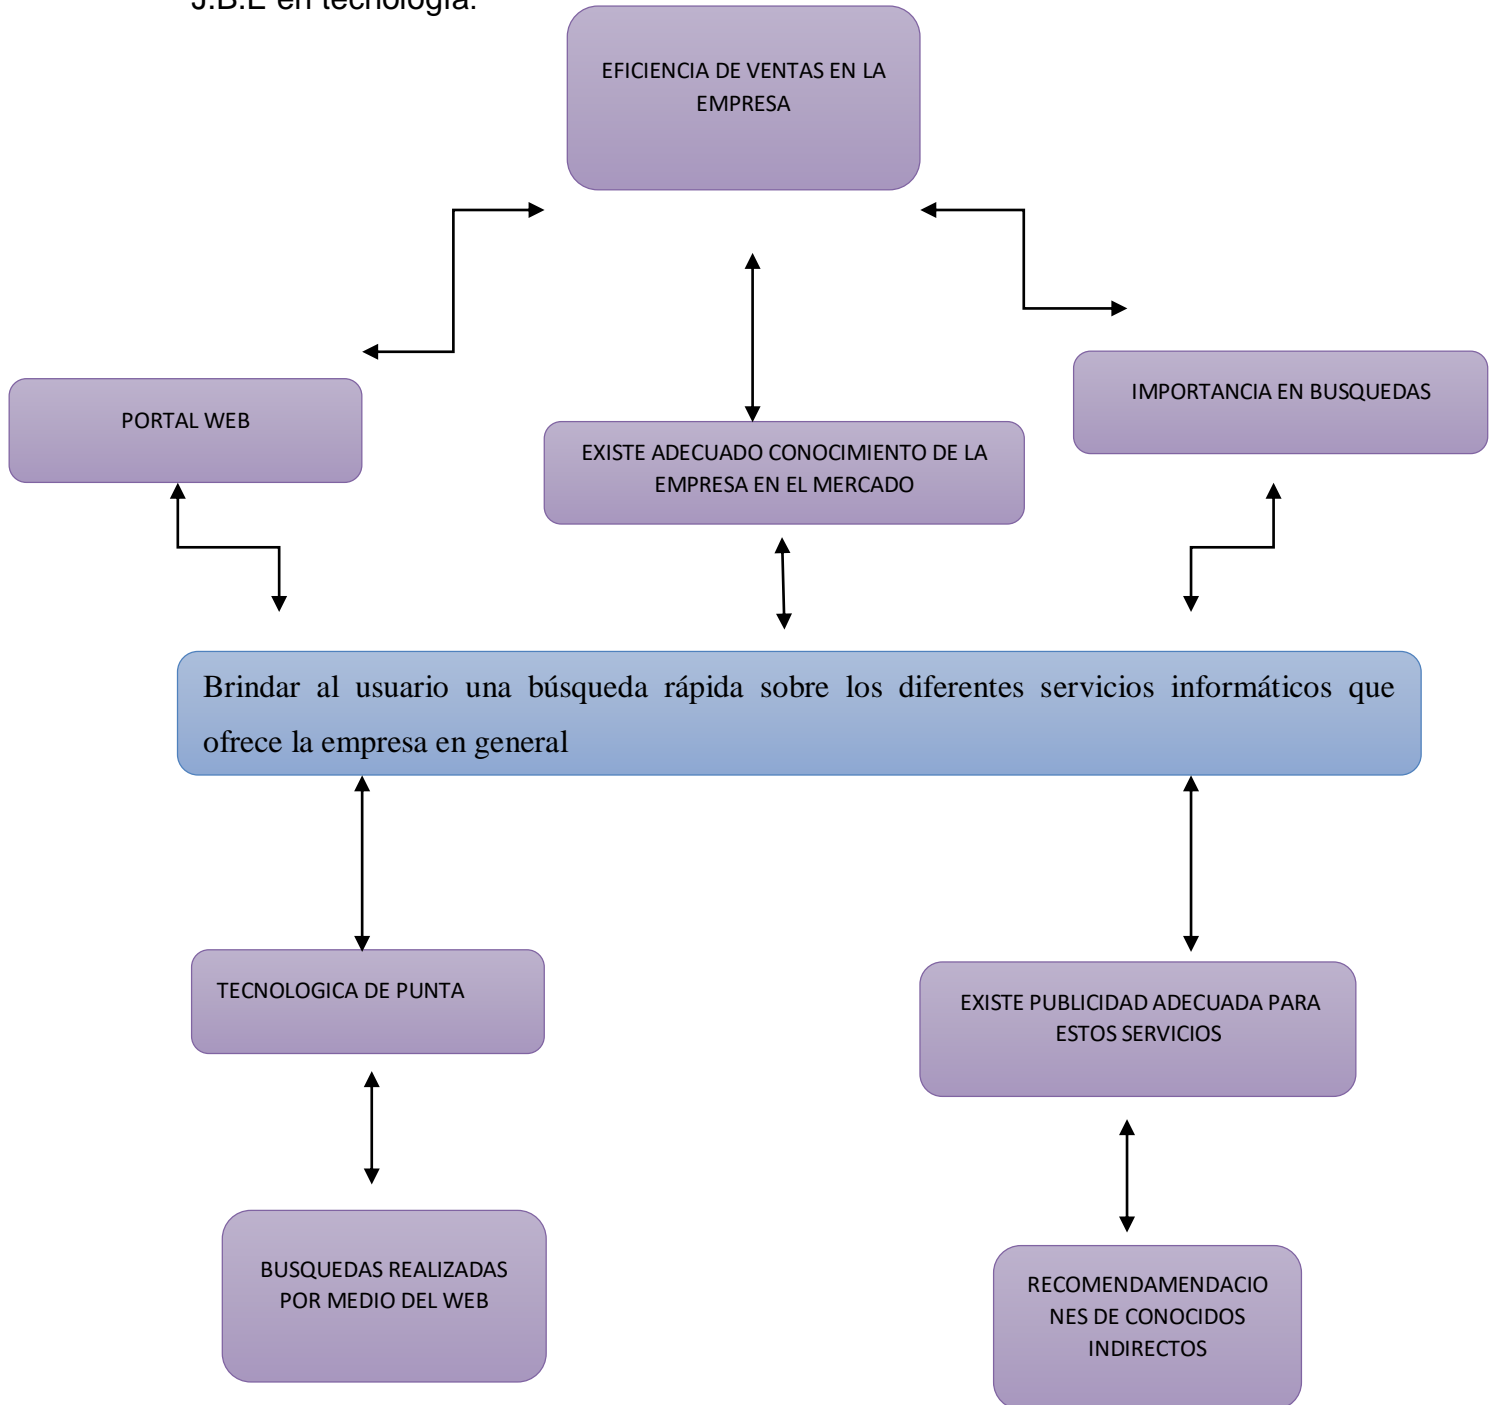 J.B.E en tecnología.
EFICIENCIA DE VENTAS EN LA
EMPRESA
PORTAL WEB
EXISTE ADECUADO CONOCIMIENTO DE LA
EMPRESA EN EL MERCADO
IMPORTANCIA EN BUSQUEDAS
Brindar al usuario una búsqueda rápida sobre los diferentes servicios informáticos que
ofrece la empresa en general
TECNOLOGICA DE PUNTA
EXISTE PUBLICIDAD ADECUADA PARA
ESTOS SERVICIOS
BUSQUEDAS REALIZADAS
POR MEDIO DEL WEB
RECOMENDAMENDACIO
NES DE CONOCIDOS
INDIRECTOS